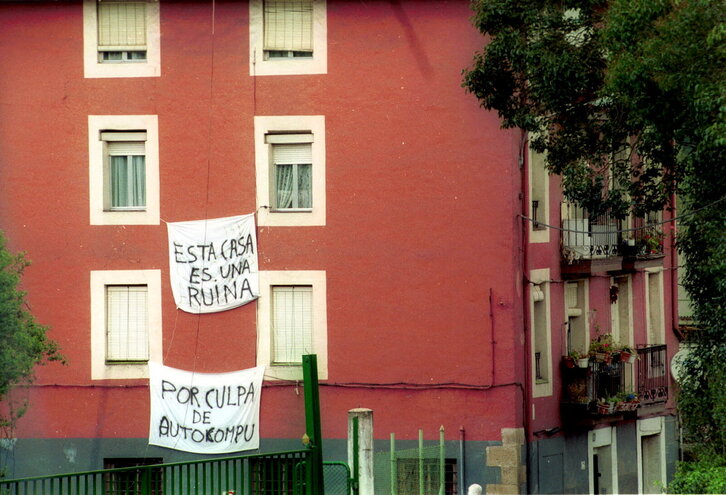 ESTA CASA
ES UNA
RUINA
POR CULPA
DE
AUTOKOMPU